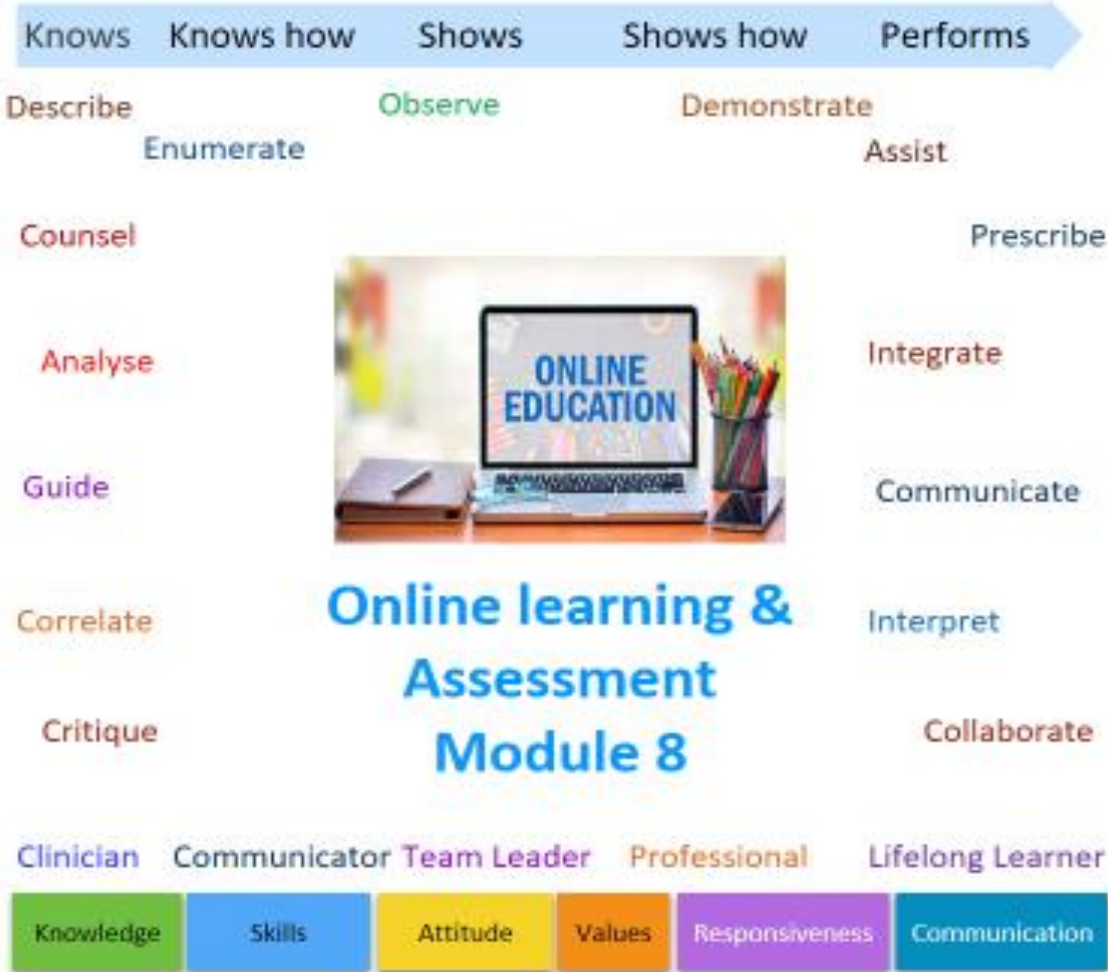 Knows Knows how Shows Shows how Performs
Describe Observe Demonstrate
Enumerate Assist
Counsel Prescribe
ONLINE
EDUCATION
Analyse Integrate
Guide Communicate
Online learning &
Correlate Interpret
Assessment
Critique Collaborate
Module 8
Clinician Communicator Team Leader Professional Lifelong Learner
Knowledge Skills Attitude Values Responsiveness Communication